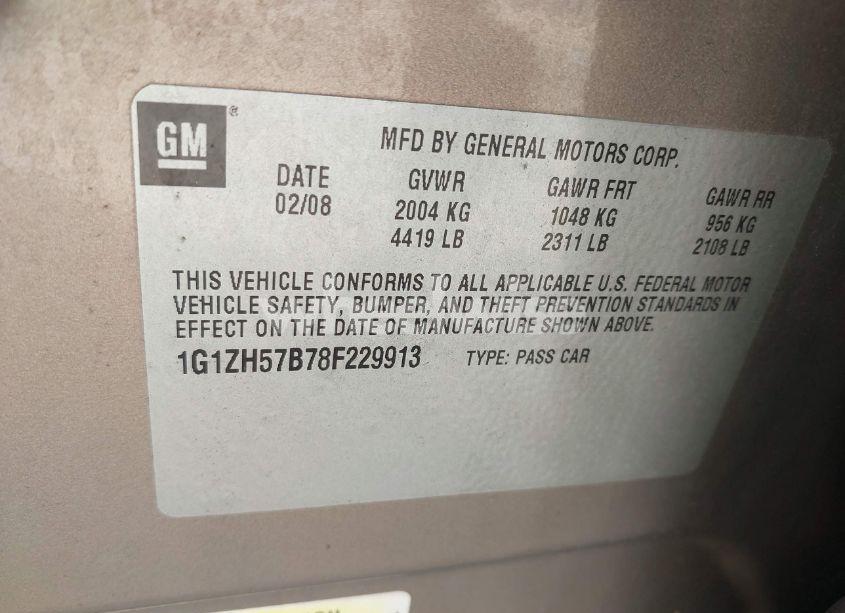 GM ®
MFD BY GENERAL MOTORS CORP.
DATE GVWR GAWR FRT GAWR RR
02/08 2004 KG 1048 KG 956 KG
4419 LB 2311 LB 2108 LB
THIS VEHICLE CONFORMS TO ALL APPLICABLE U.S. FEDERAL MOTOR
VEHICLE SAFETY, BUMPER, AND THEFT PREVENTION STANDARDS IN
EFFECT ON THE DATE OF MANUFACTURE SHOWN ABOVE.
1G1ZH57B78F229913 TYPE: PASS CAR